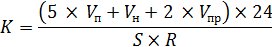 K = (5 × Vп + Vн + 2 × Vпр) × 24 / S × R